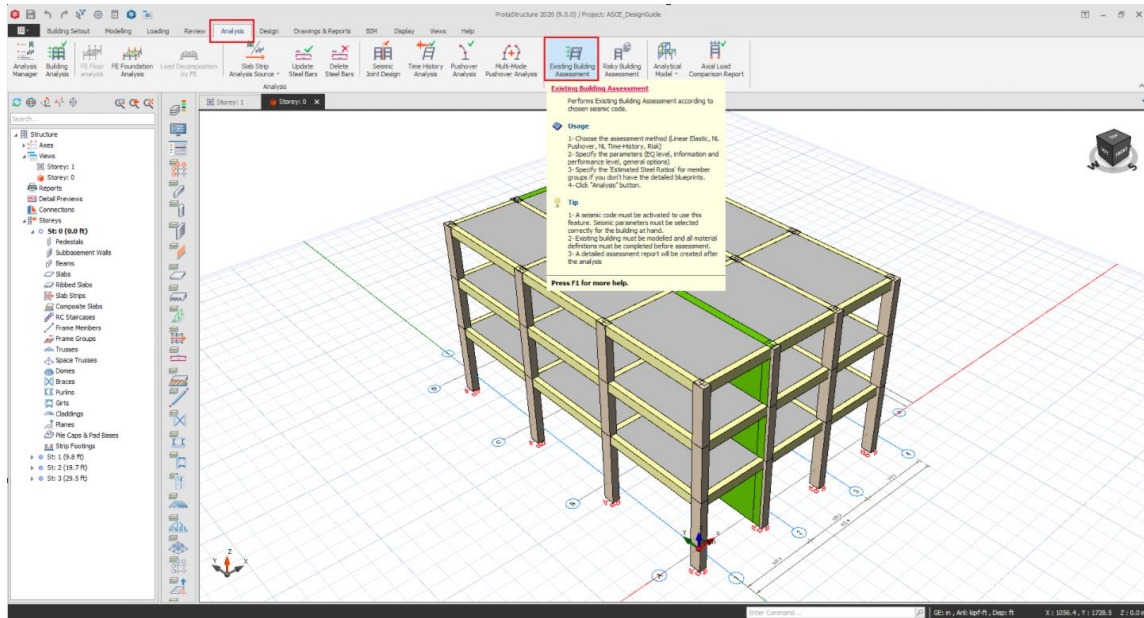 ProtaStructure 2026 (9.0.0) / Project: ASCE_DesignGuide
Building Setout Modelling Loading Review Analysis Design Drawings & Reports BIM Display Views Help
Analysis Manager
Building Analysis
FE Floor analysis
FE Foundation Analysis
Load Decomposition by FE
Slab Strip Analysis Source
Update Steel Bars
Delete Steel Bars
Seismic Joint Design
Time History Analysis
Pushover Analysis
Multi-Mode Pushover Analysis
Existing Building Assessment
Risky Building Assessment
Analytical Model
Axial Load Comparison Report
Analysis
Storey: 1
Storey: 0
Search...
Structure
Axes
Views
Storey: 1
Storey: 0
Reports
Detail Previews
Connections
Storeys
St: 0 (0.0 ft)
Pedestals
Subbasement Walls
Beams
Slabs
Ribbed Slabs
Slab Strips
Composite Slabs
RC Staircases
Frame Members
Frame Groups
Trusses
Space Trusses
Domes
Braces
Purlins
Girts
Claddings
Planes
Pile Caps & Pad Bases
Strip Footings
St: 1 (9.8 ft)
St: 2 (19.7 ft)
St: 3 (29.5 ft)
Existing Building Assessment
Performs Existing Building Assessment according to
chosen seismic code.
Usage
1- Choose the assessment method (Linear Elastic, NL
Pushover, NL Time-History, Risk)
2- Specify the parameters (EQ level, information and
performance level, general options)
3- Specify the 'Estimated Steel Ratios' for member
groups if you don't have the detailed blueprints.
4- Click "Analysis" button.
Tip
1- A seismic code must be activated to use this
feature. Seismic parameters must be selected
correctly for the building at hand.
2- Existing building must be modelled and all material
definitions must be completed before assessment.
3- A detailed assessment report will be created after
the analysis
Press F1 for more help.
Z
Y
X
Enter Command...
GE: in , Anl: kipf-ft , Disp: ft
X : 1056.4 , Y : 1728.5 Z : 0.0 in